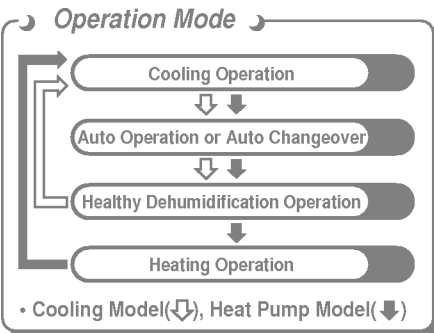 Operation Mode
Cooling Operation
Auto Operation or Auto Changeover
Healthy Dehumidification Operation
Heating Operation
• Cooling Model(⇩), Heat Pump Model(⬇)